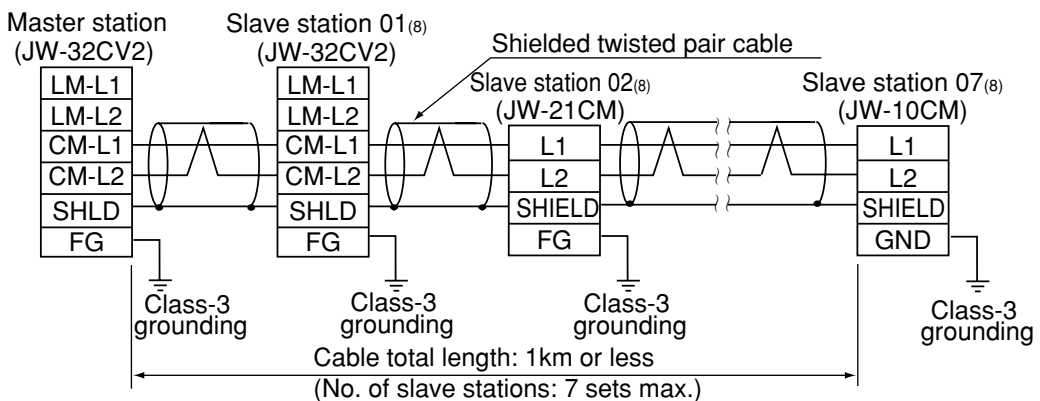 Master station
(JW-32CV2)
LM-L1
LM-L2
CM-L1
CM-L2
SHLD
FG
Class-3
grounding
Slave station 01(8)
(JW-32CV2)
LM-L1
LM-L2
CM-L1
CM-L2
SHLD
FG
Class-3
grounding
Shielded twisted pair cable
Slave station 02(8)
(JW-21CM)
L1
L2
SHIELD
FG
Class-3
grounding
Slave station 07(8)
(JW-10CM)
L1
L2
SHIELD
GND
Class-3
grounding
Cable total length: 1km or less
(No. of slave stations: 7 sets max.)